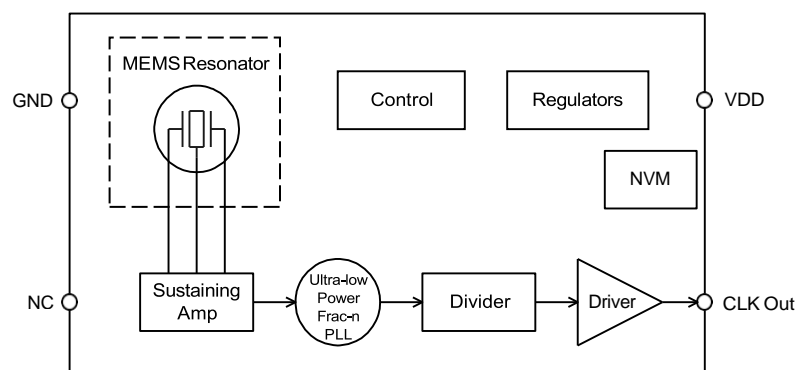 MEMS Resonator
GND
Control
Regulators
VDD
NVM
NC
Sustaining
Amp
Ultra-low
Power
Frac-n
PLL
Divider
Driver
CLK Out